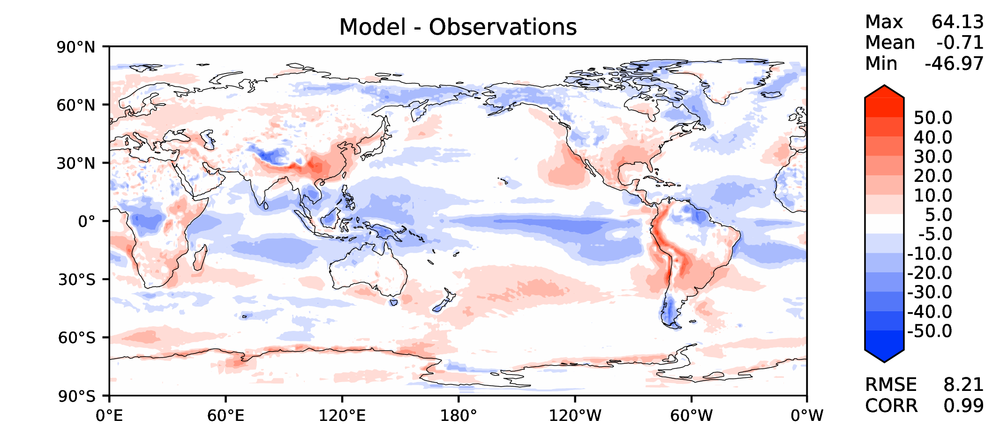 Model - Observations
Max 64.13
Mean -0.71
Min -46.97
90°N
60°N
30°N
0°
30°S
60°S
90°S
0°E 60°E 120°E 180° 120°W 60°W 0°W
50.0
40.0
30.0
20.0
10.0
5.0
-5.0
-10.0
-20.0
-30.0
-40.0
-50.0
RMSE 8.21
CORR 0.99